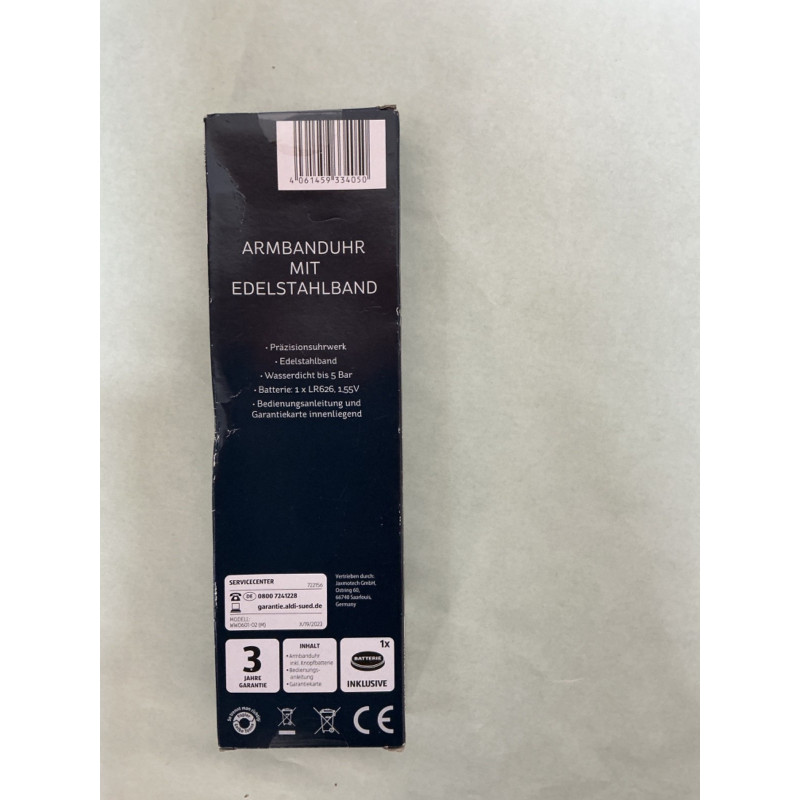 4 061459 334050
ARMBANDUHR
MIT
EDELSTAHLBAND
• Präzisionsuhrwerk
• Edelstahlband
• Wasserdicht bis 5 Bar
• Batterie: 1 x LR626, 1,55V
• Bedienungsanleitung und
Garantiekarte innenliegend
SERVICECENTER
DE 0800 7241228
garantie.aldi-sued.de
MODELL:
6/19/2023
Vertrieben durch:
Jaxmotech GmbH,
Ostring 60,
66740 Saarlouis,
Germany
3
JAHRE
GARANTIE
INHALT
• Armbanduhr
inkl. Knopfbatterie
• Bedienungs-
anleitung
• Garantiekarte
1x
BATTERIE
INKLUSIVE
CE